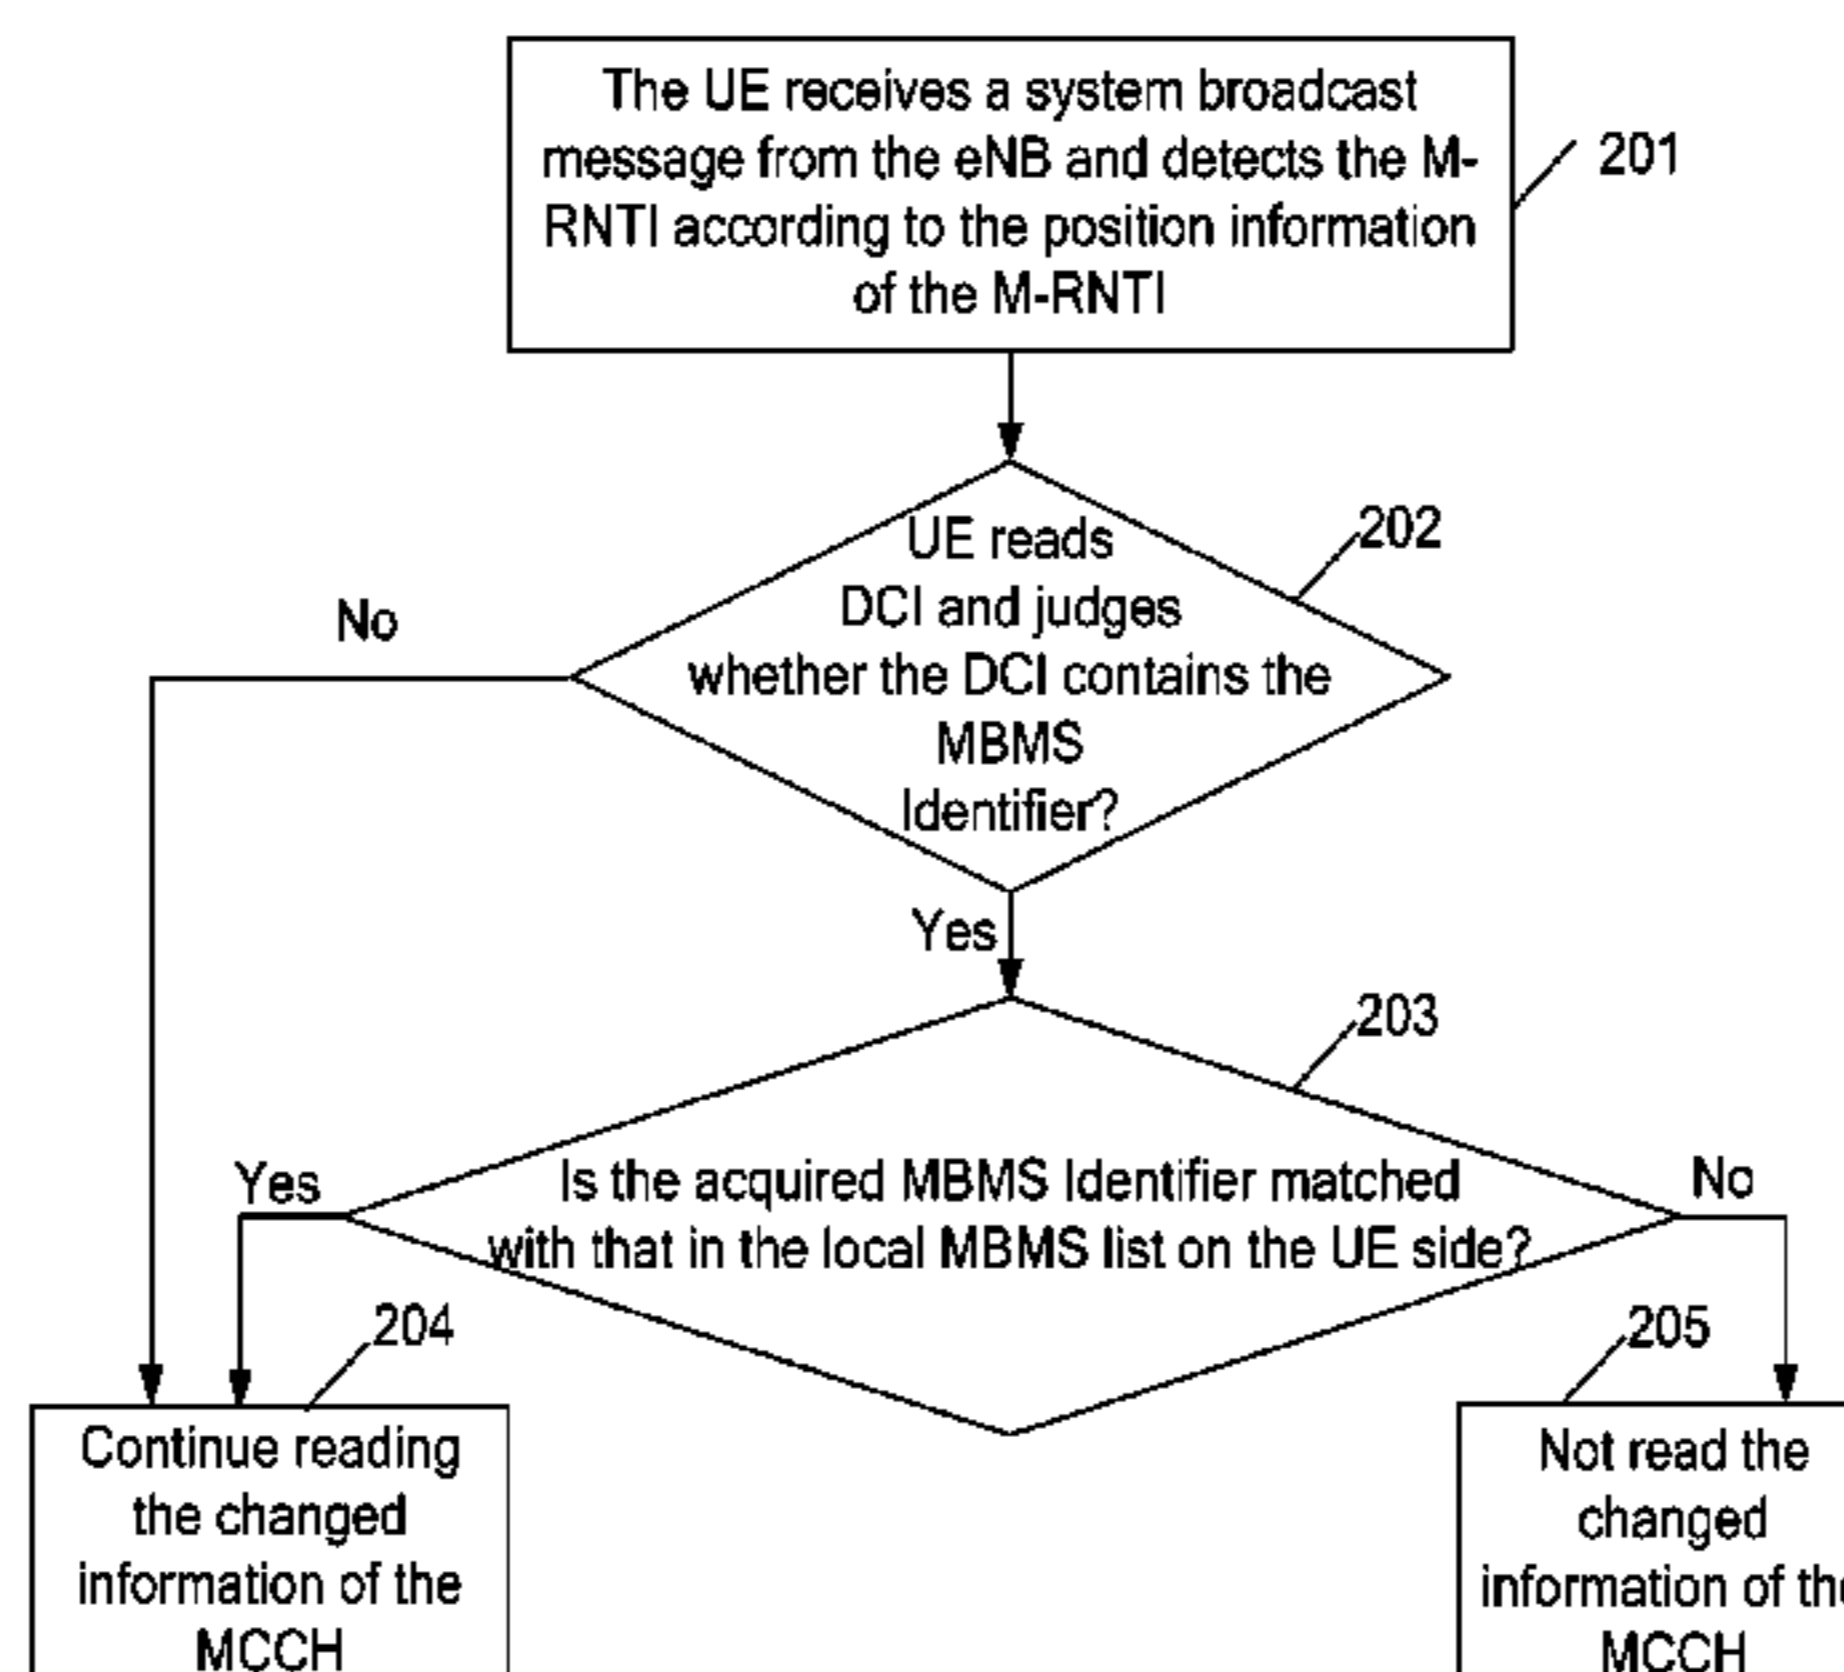 The UE receives a system broadcast
message from the eNB and detects the M-
RNTI according to the position information
of the M-RNTI
201
UE reads
DCI and judges
whether the DCI contains the
MBMS
Identifier?
202
No
Yes
203
Is the acquired MBMS Identifier matched
with that in the local MBMS list on the UE side?
Yes
No
204
205
Continue reading
the changed
information of the
MCCH
Not read the
changed
information of the
MCCH